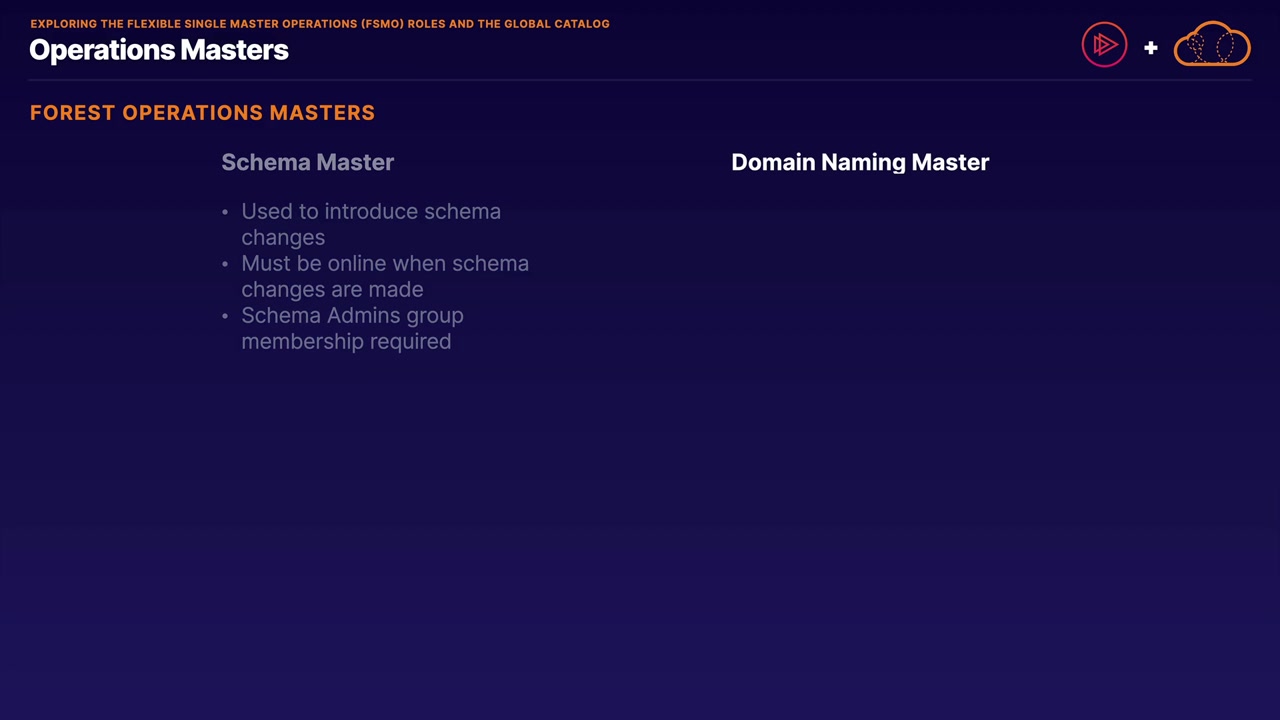 EXPLORING THE FLEXIBLE SINGLE MASTER OPERATIONS (FSMO) ROLES AND THE GLOBAL CATALOG
Operations Masters
+
FOREST OPERATIONS MASTERS
Schema Master
• Used to introduce schema
changes
• Must be online when schema
changes are made
• Schema Admins group
membership required
Domain Naming Master